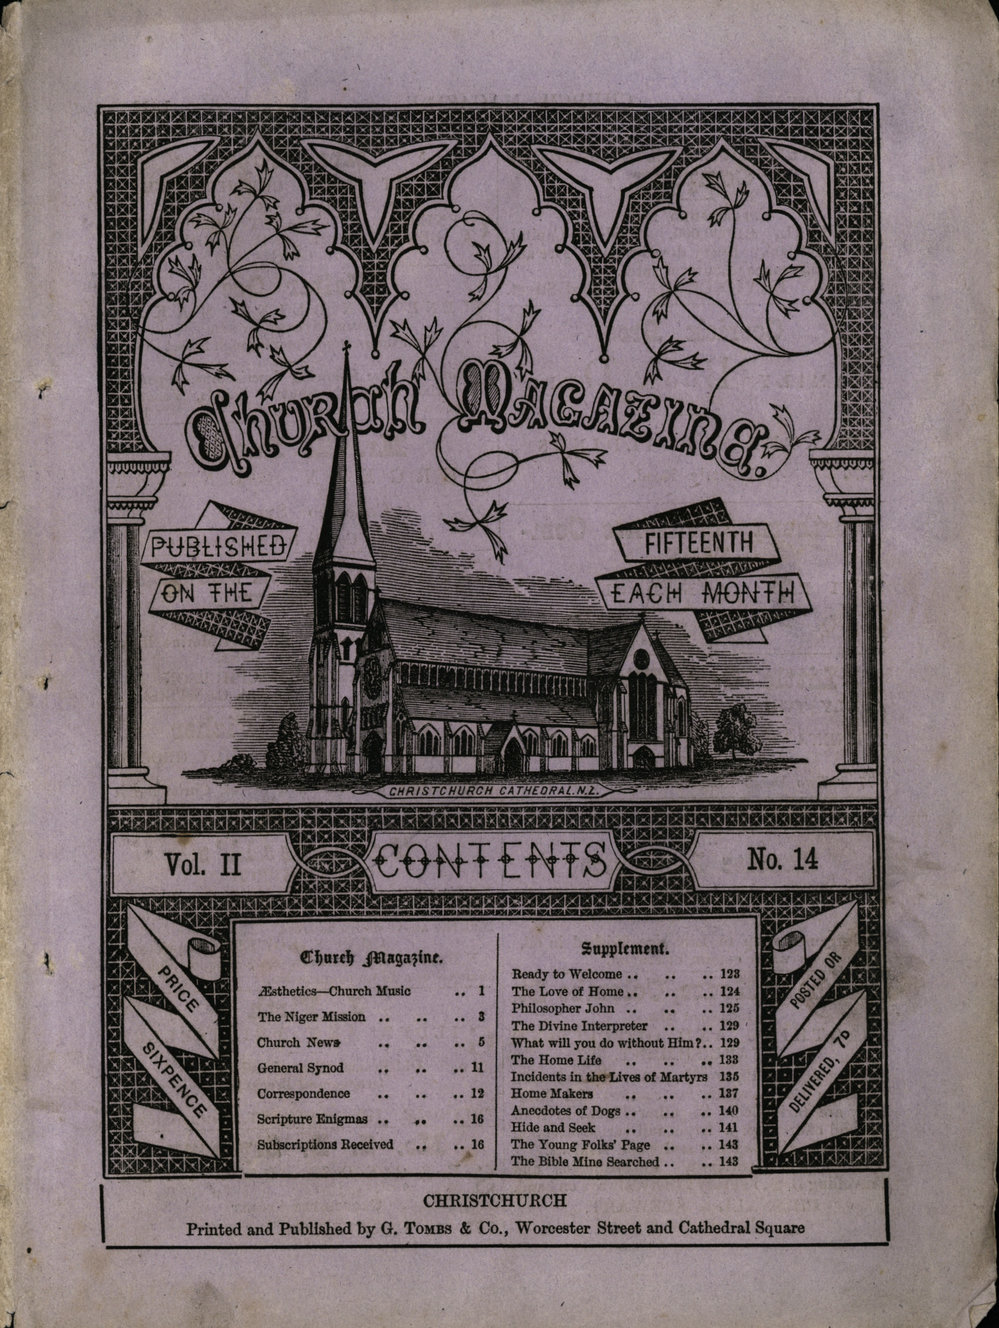 Church Magazine.
PUBLISHED
ON THE
FIFTEENTH
EACH MONTH
CHRISTCHURCH CATHEDRAL. N.Z.
Vol. II
CONTENTS
No. 14
PRICE
SIXPENCE
Church Magazine.
Æsthetics—Church Music .. 1
The Niger Mission .. .. .. 3
Church News .. .. .. 5
General Synod .. .. .. 11
Correspondence .. .. .. 12
Scripture Enigmas .. .. .. 16
Subscriptions Received .. .. 16
Supplement.
Ready to Welcome .. .. .. 123
The Love of Home .. .. .. 124
Philosopher John .. .. .. 125
The Divine Interpreter .. .. 129
What will you do without Him? .. 129
The Home Life .. .. .. 133
Incidents in the Lives of Martyrs 135
Home Makers .. .. .. 137
Anecdotes of Dogs .. .. .. 140
Hide and Seek .. .. .. 141
The Young Folks' Page .. .. 143
The Bible Mine Searched .. .. 143
POSTED OR
DELIVERED, 7D
CHRISTCHURCH
Printed and Published by G. TOMBS & CO., Worcester Street and Cathedral Square